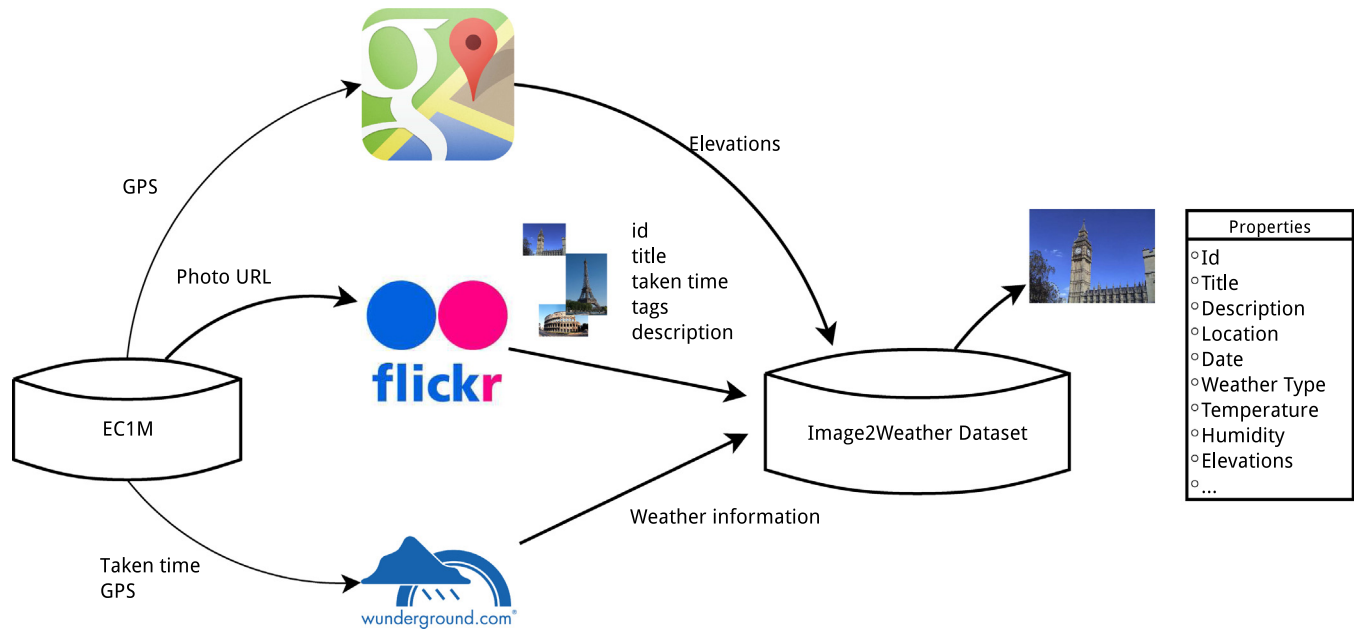 GPS
Elevations
Photo URL
id
title
taken time
tags
description
flickr
EC1M
Image2Weather Dataset
Taken time
GPS
Weather information
wunderground.com®
Properties
Id
Title
Description
Location
Date
Weather Type
Temperature
Humidity
Elevations
...
g